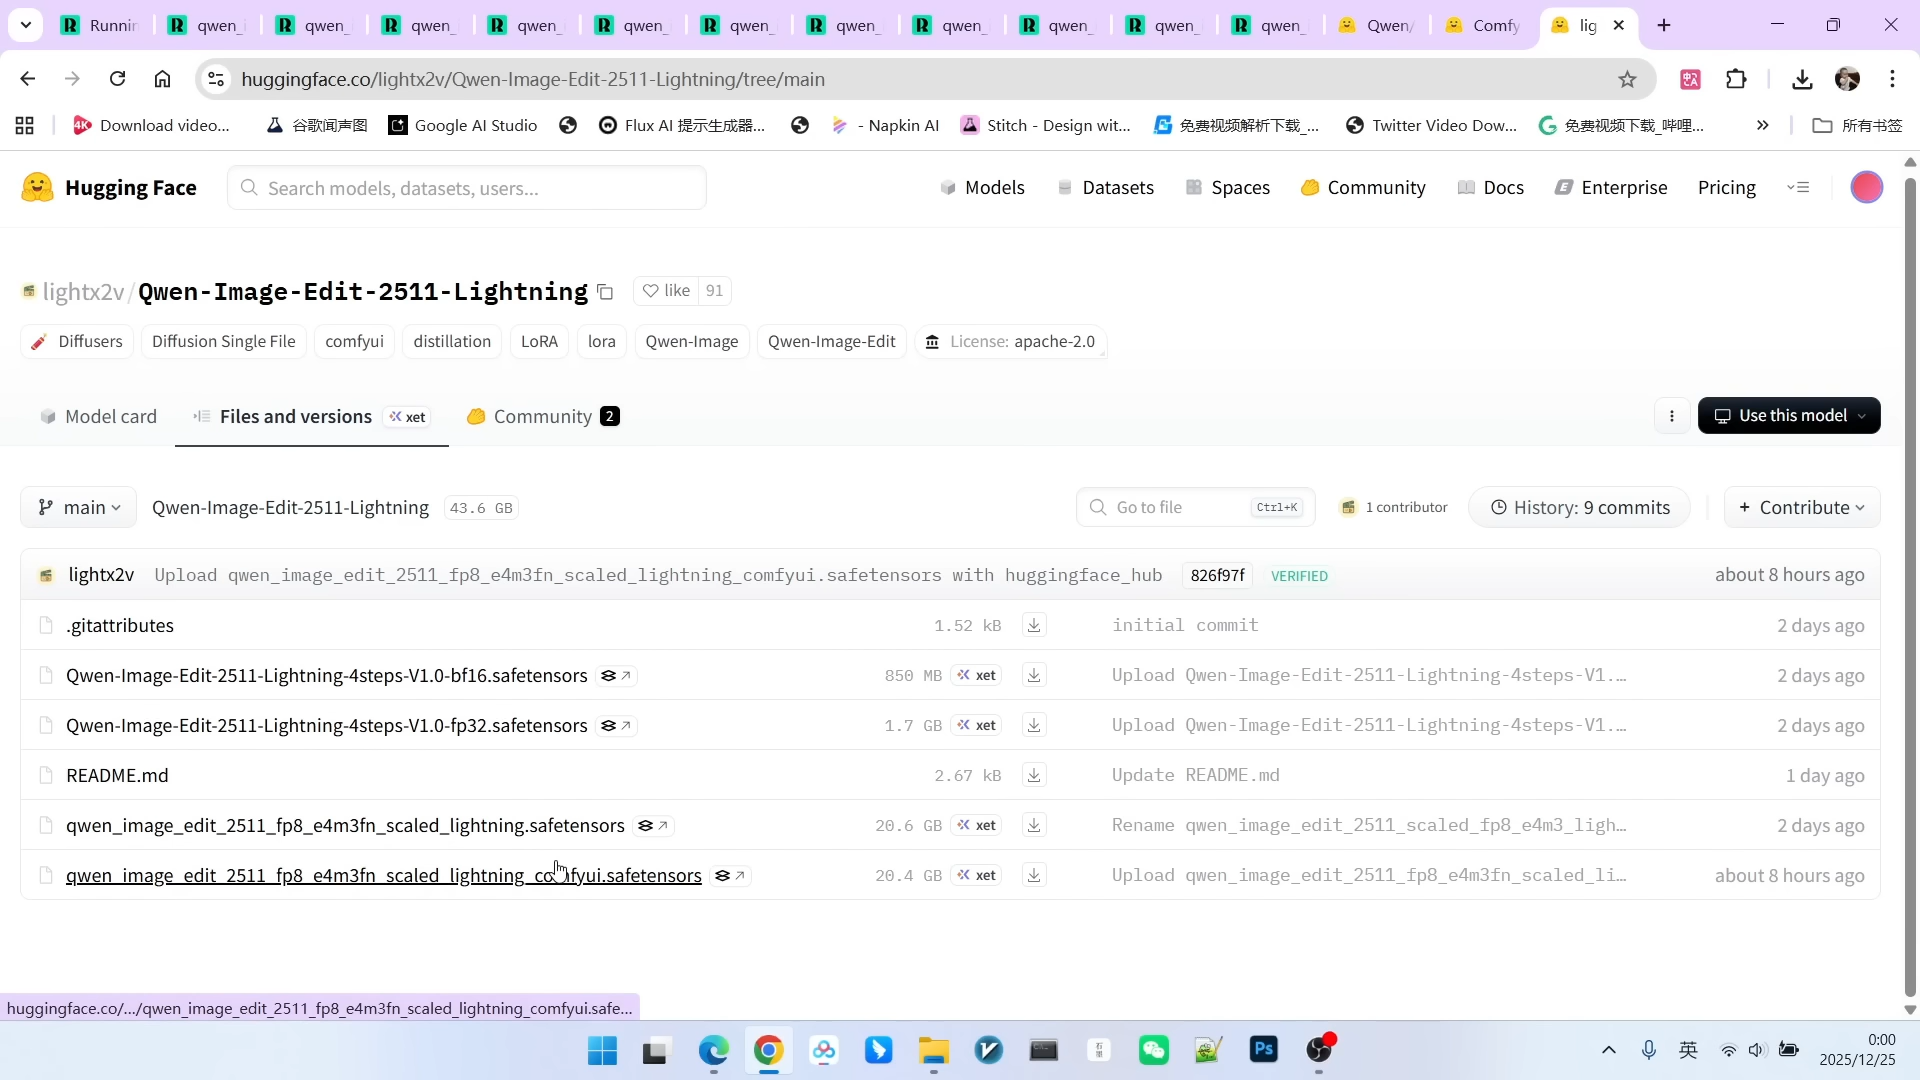 Runnin
qwen_i
qwen_
qwen_
qwen_
qwen_
qwen_
qwen_
qwen_
qwen_
qwen_
qwen_
Qwen/
Comfy
lig
huggingface.co/lightx2v/Qwen-Image-Edit-2511-Lightning/tree/main
Download video...
谷歌闻声图
Google AI Studio
Flux AI 提示生成器...
- Napkin AI
Stitch - Design wit...
免费视频解析下载_...
Twitter Video Dow...
免费视频下载_哔哩...
所有书签
Hugging Face
Search models, datasets, users...
Models
Datasets
Spaces
Community
Docs
Enterprise
Pricing
lightx2v/Qwen-Image-Edit-2511-Lightning
like 91
Diffusers
Diffusion Single File
comfyui
distillation
LoRA
lora
Qwen-Image
Qwen-Image-Edit
License: apache-2.0
Model card
Files and versions
xet
Community 2
Use this model
main
Qwen-Image-Edit-2511-Lightning
43.6 GB
Go to file
Ctrl+K
1 contributor
History: 9 commits
+ Contribute
lightx2v Upload qwen_image_edit_2511_fp8_e4m3fn_scaled_lightning_comfyui.safetensors with huggingface_hub 826f97f VERIFIED about 8 hours ago
.gitattributes 1.52 kB initial commit 2 days ago
Qwen-Image-Edit-2511-Lightning-4steps-V1.0-bf16.safetensors 850 MB xet Upload Qwen-Image-Edit-2511-Lightning-4steps-V1.… 2 days ago
Qwen-Image-Edit-2511-Lightning-4steps-V1.0-fp32.safetensors 1.7 GB xet Upload Qwen-Image-Edit-2511-Lightning-4steps-V1.… 2 days ago
README.md 2.67 kB Update README.md 1 day ago
qwen_image_edit_2511_fp8_e4m3fn_scaled_lightning.safetensors 20.6 GB xet Rename qwen_image_edit_2511_scaled_fp8_e4m3_ligh… 2 days ago
qwen_image_edit_2511_fp8_e4m3fn_scaled_lightning_comfyui.safetensors 20.4 GB xet Upload qwen_image_edit_2511_fp8_e4m3fn_scaled_li… about 8 hours ago
huggingface.co/.../qwen_image_edit_2511_fp8_e4m3fn_scaled_lightning_comfyui.safe...
英
0:00
2025/12/25